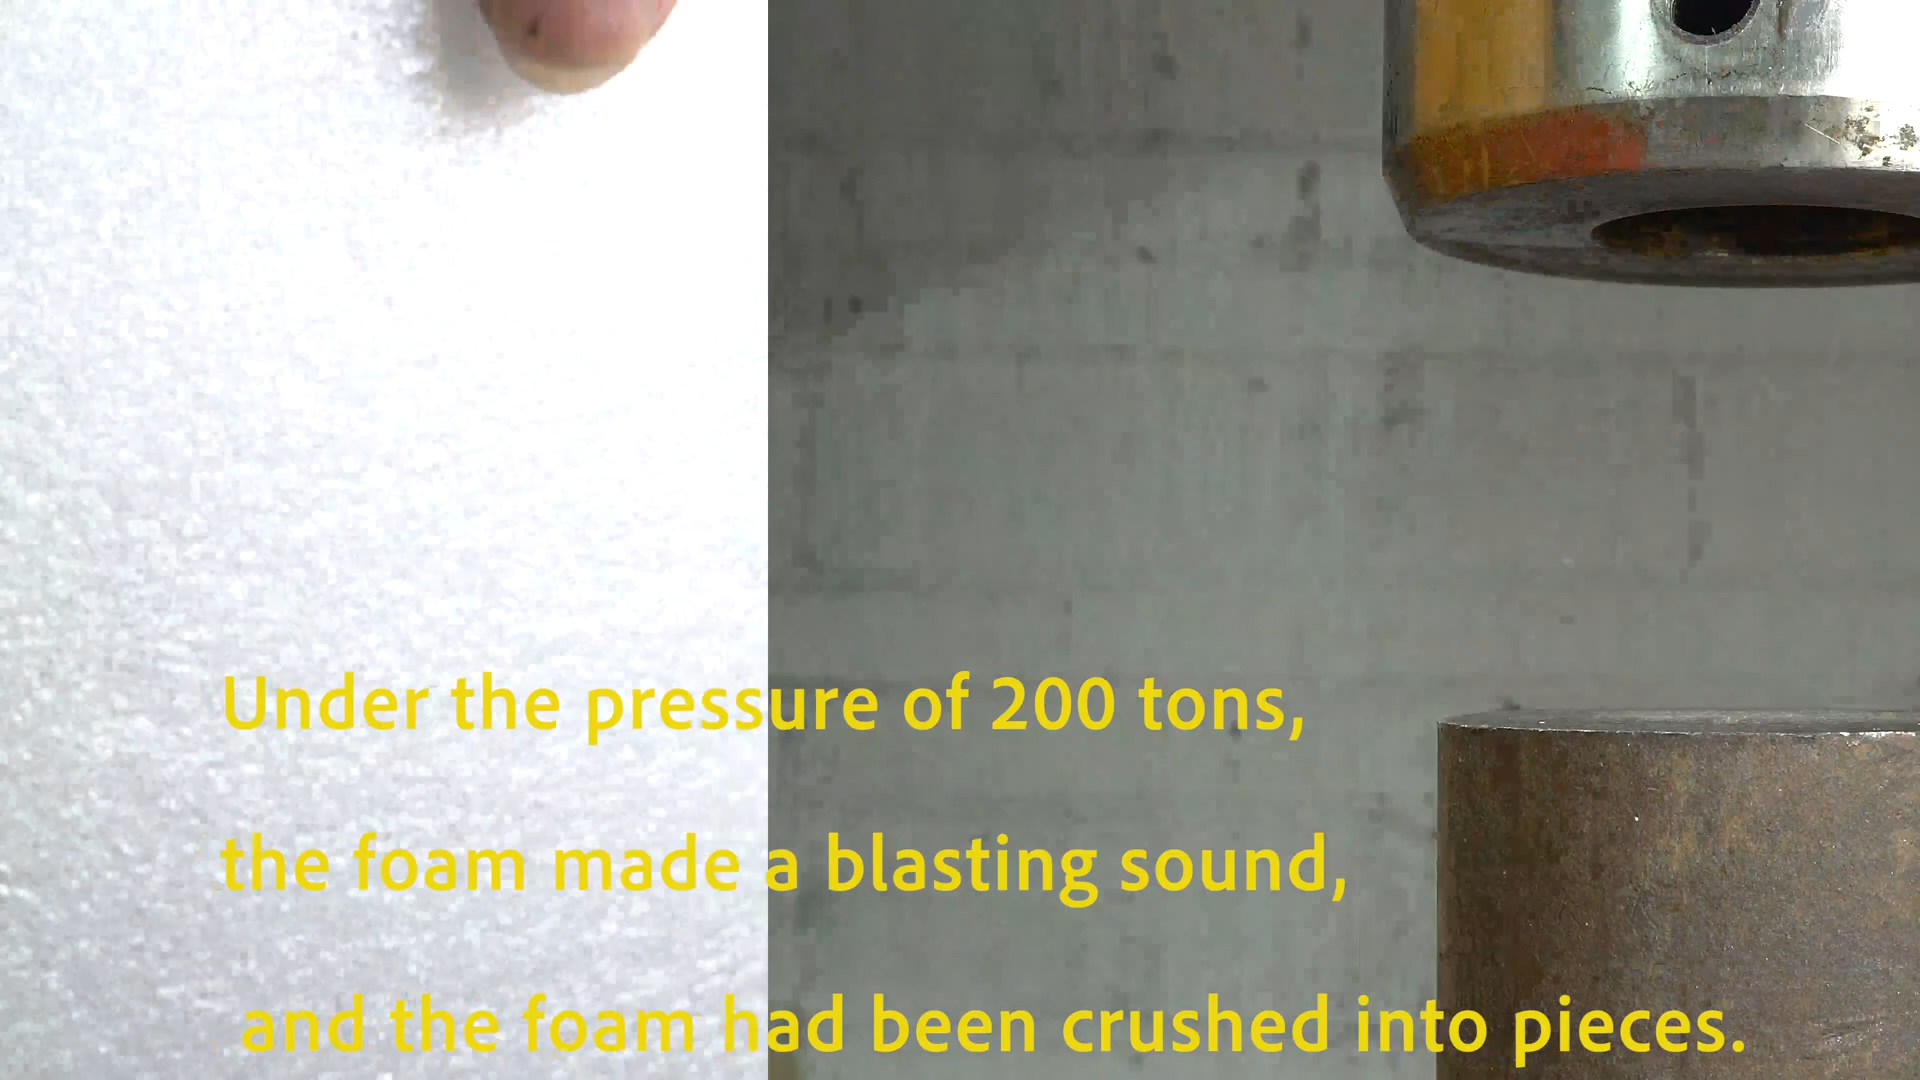 Under the pressure of 200 tons,
the foam made a blasting sound,
and the foam had been crushed into pieces.